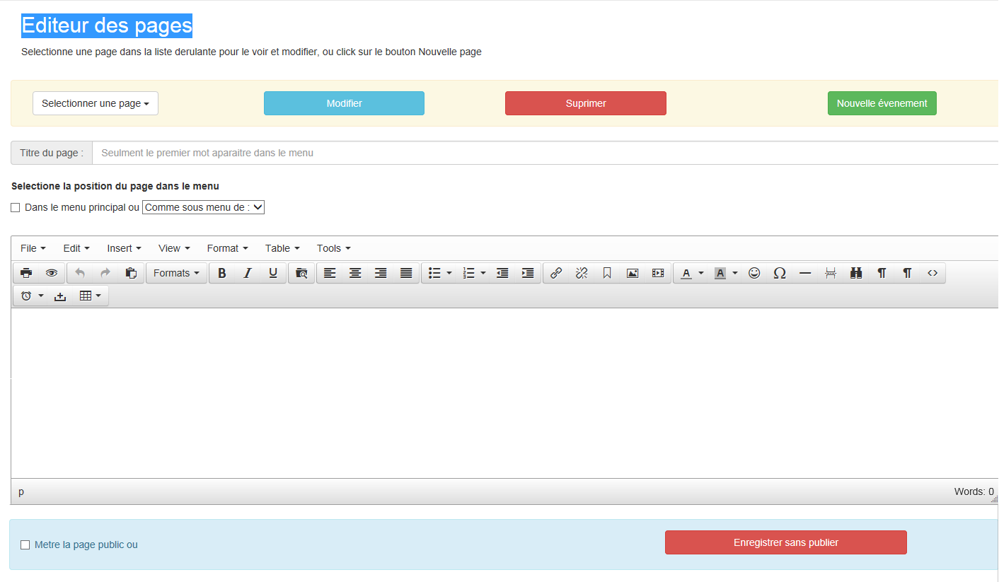 Editeur des pages
Selectionne une page dans la liste derulante pour le voir et modifier, ou click sur le bouton Nouvelle page
Selectionner une page Modifier Suprimer Nouvelle évenement
Titre du page : Seulment le premier mot aparaitre dans le menu
Selectione la position du page dans le menu
Dans le menu principal ou Comme sous menu de :
File Edit Insert View Format Table Tools
Formats B I U A A Ω ¶ ¶ <>
p Words: 0
Metre la page public ou Enregistrer sans publier